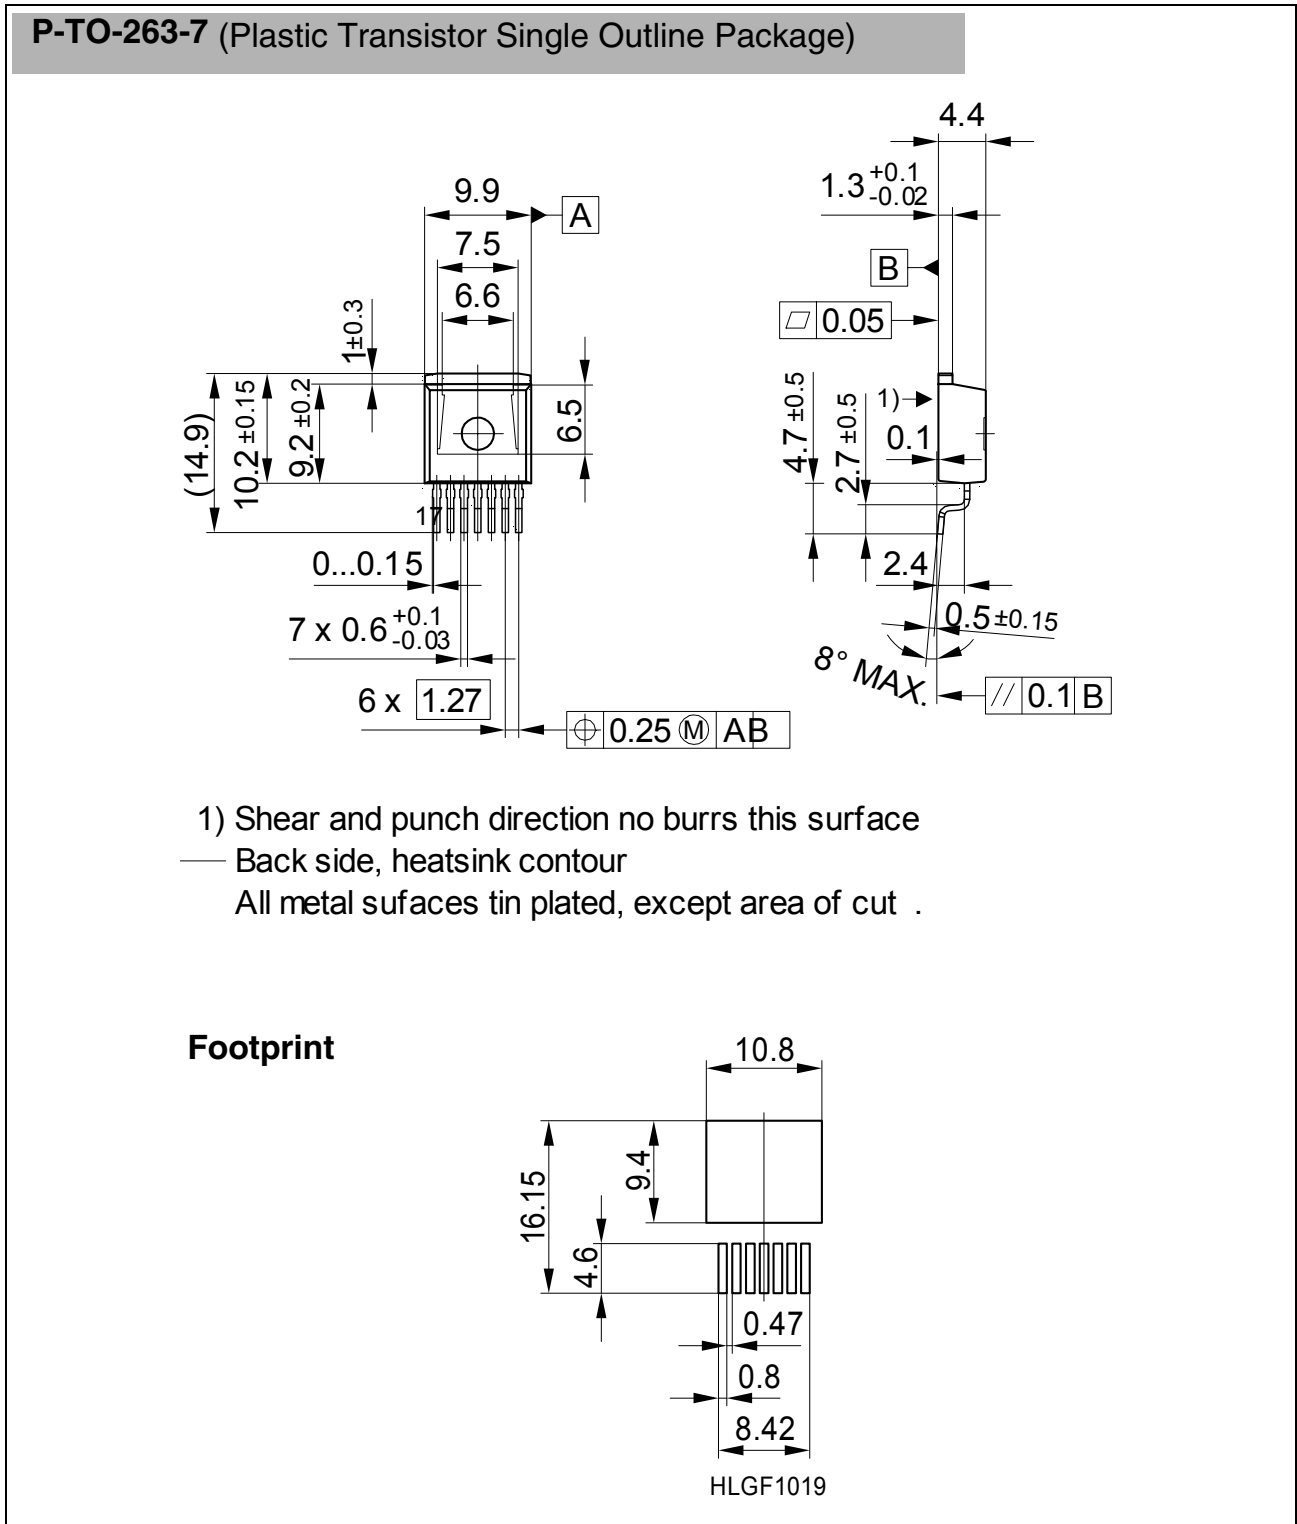 P-TO-263-7 (Plastic Transistor Single Outline Package)
4.4
1.3 +0.1 -0.02
9.9
A
7.5
B
6.6
0.05
1±0.3
(14.9)
10.2 ±0.15
9.2 ±0.2
6.5
4.7 ±0.5
2.7 ±0.5
1)
0.1
17
0...0.15
2.4
7 x 0.6 +0.1 -0.03
0.5 ±0.15
8° MAX.
6 x 1.27
// 0.1 B
0.25 Ⓜ AB
1) Shear and punch direction no burrs this surface
Back side, heatsink contour
All metal sufaces tin plated, except area of cut .
Footprint
10.8
16.15
9.4
4.6
0.47
0.8
8.42
HLGF1019